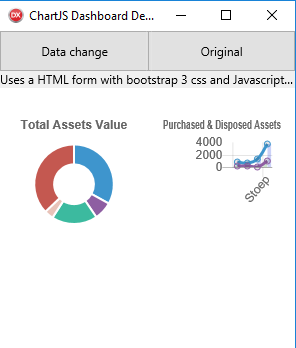 DX ChartJS Dashboard De...
Data change Original
Uses a HTML form with bootstrap 3 css and Javascript...
Total Assets Value
Purchased & Disposed Assets
4000
2000
0
Stoep